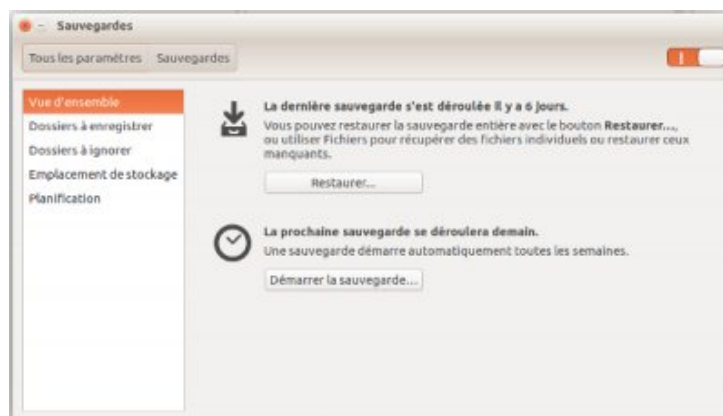 Sauvegardes
Tous les paramètres Sauvegardes
Vue d'ensemble
Dossiers à enregistrer
Dossiers à ignorer
Emplacement de stockage
Planification
La dernière sauvegarde s'est déroulée il y a 6 jours.
Vous pouvez restaurer la sauvegarde entière avec le bouton Restaurer...,
ou utiliser Fichiers pour récupérer des fichiers individuels ou restaurer ceux
manquants.
Restaurer...
La prochaine sauvegarde se déroulera demain.
Une sauvegarde démarre automatiquement toutes les semaines.
Démarrer la sauvegarde...